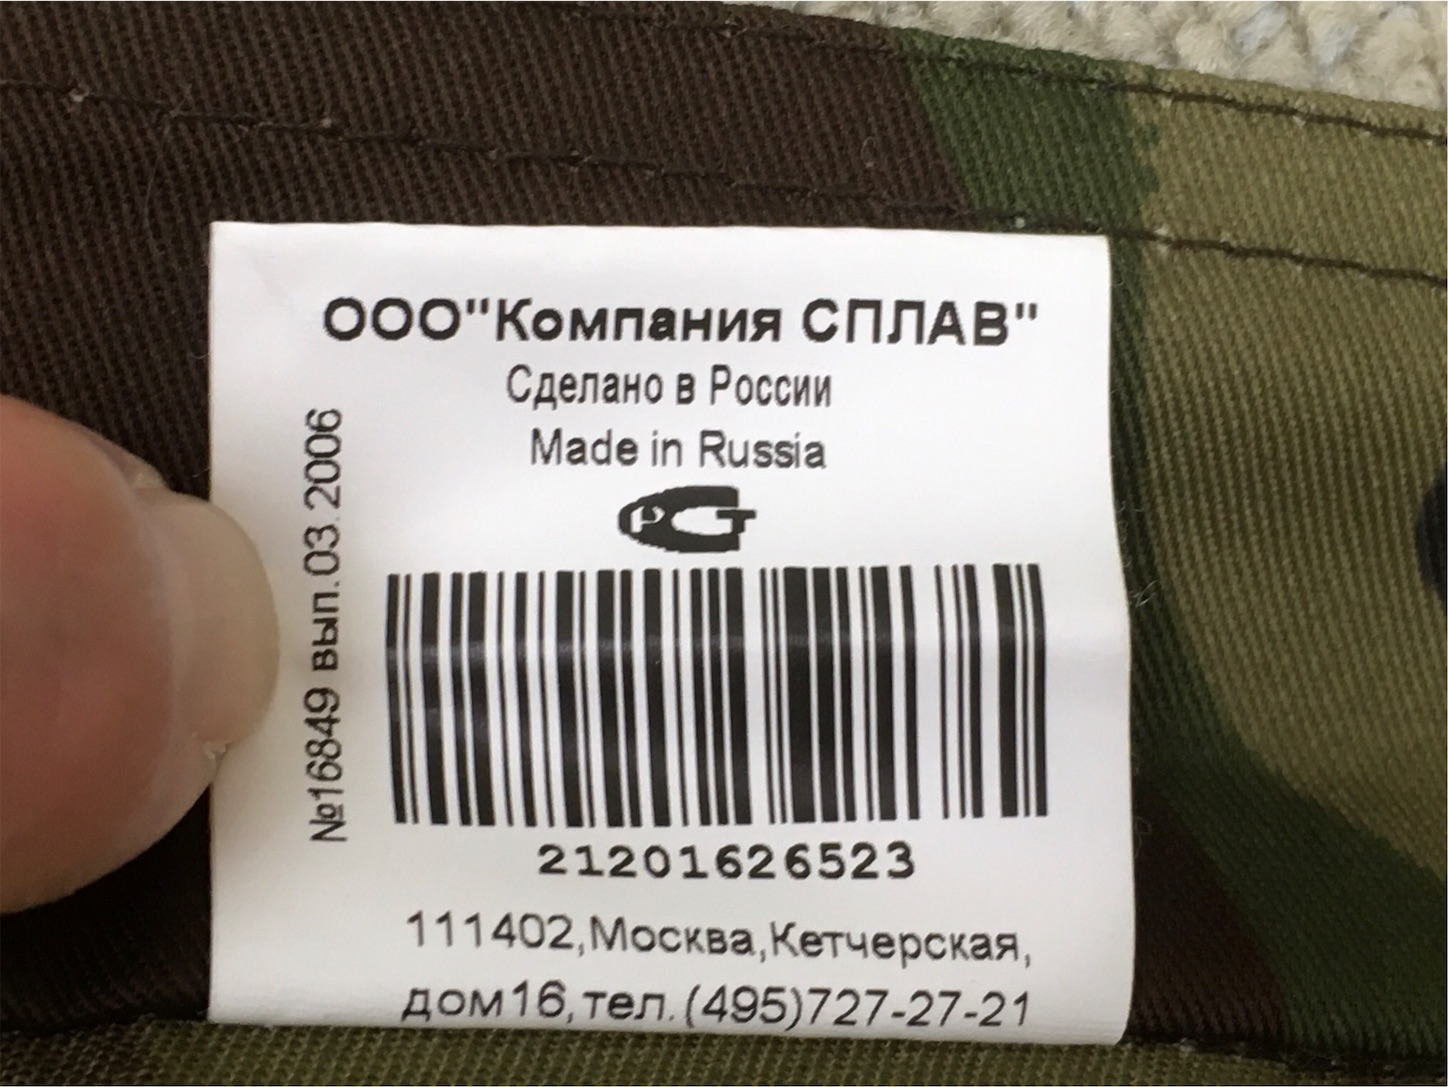 ООО"Компания СПЛАВ"
Сделано в России
Made in Russia
РСТ
№16849 вып.03.2006
21201626523
111402,Москва,Кетчерская,
дом16,тел.(495)727-27-21